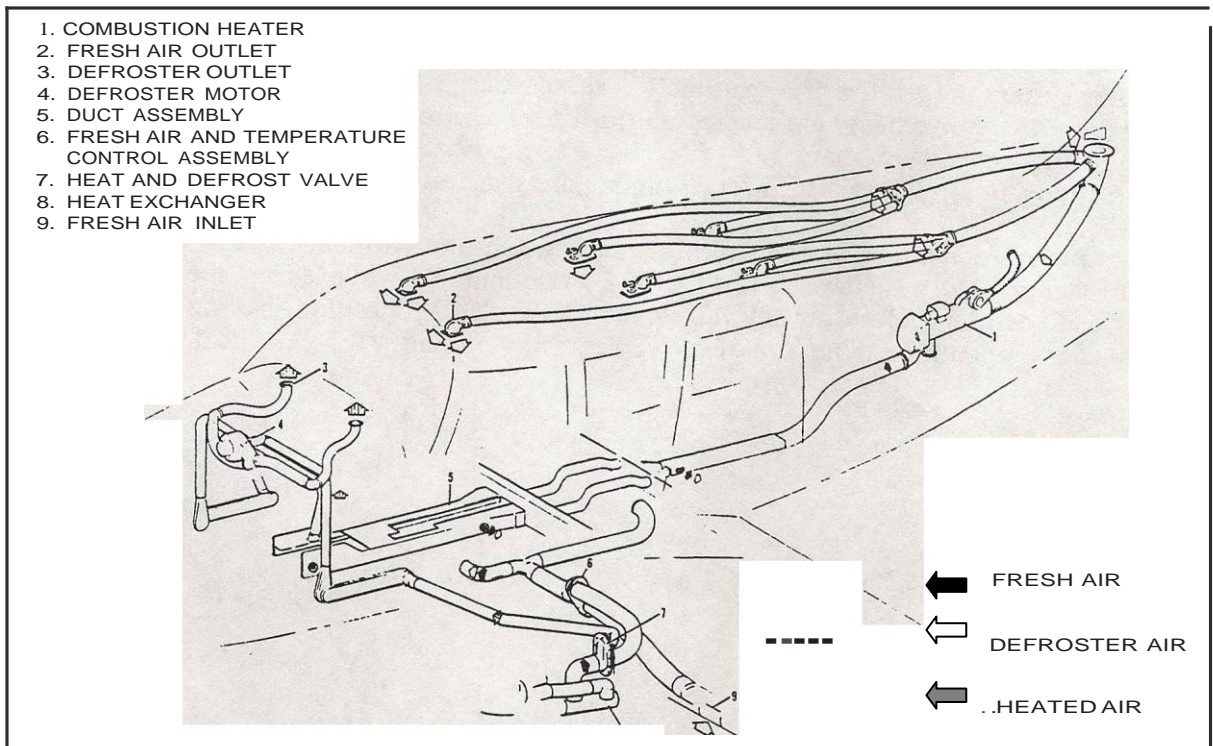 1. COMBUSTION HEATER
2. FRESH AIR OUTLET
3. DEFROSTER OUTLET
4. DEFROSTER MOTOR
5. DUCT ASSEMBLY
6. FRESH AIR AND TEMPERATURE
CONTROL ASSEMBLY
7. HEAT AND DEFROST VALVE
8. HEAT EXCHANGER
9. FRESH AIR INLET
2
1
3
4
5
6
7
9
FRESH AIR
DEFROSTER AIR
..HEATED AIR